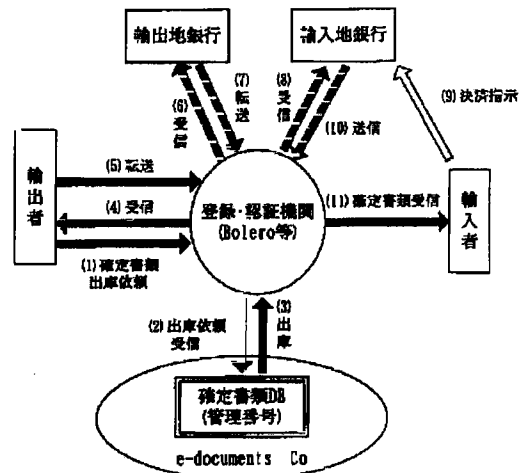 輸出地銀行
輸入地銀行
(6)受信
(7)転送
(8)受信
(10)送信
(9)決済指示
輸出者
(5)転送
(4)受信
(1)確定書類
出庫依頼
登録・認証機関
(Bolero等)
(11)確定書類受信
輸入者
(2)出庫依頼
受信
(3)出庫
確定書類DB
(管理番号)
e-documents Co